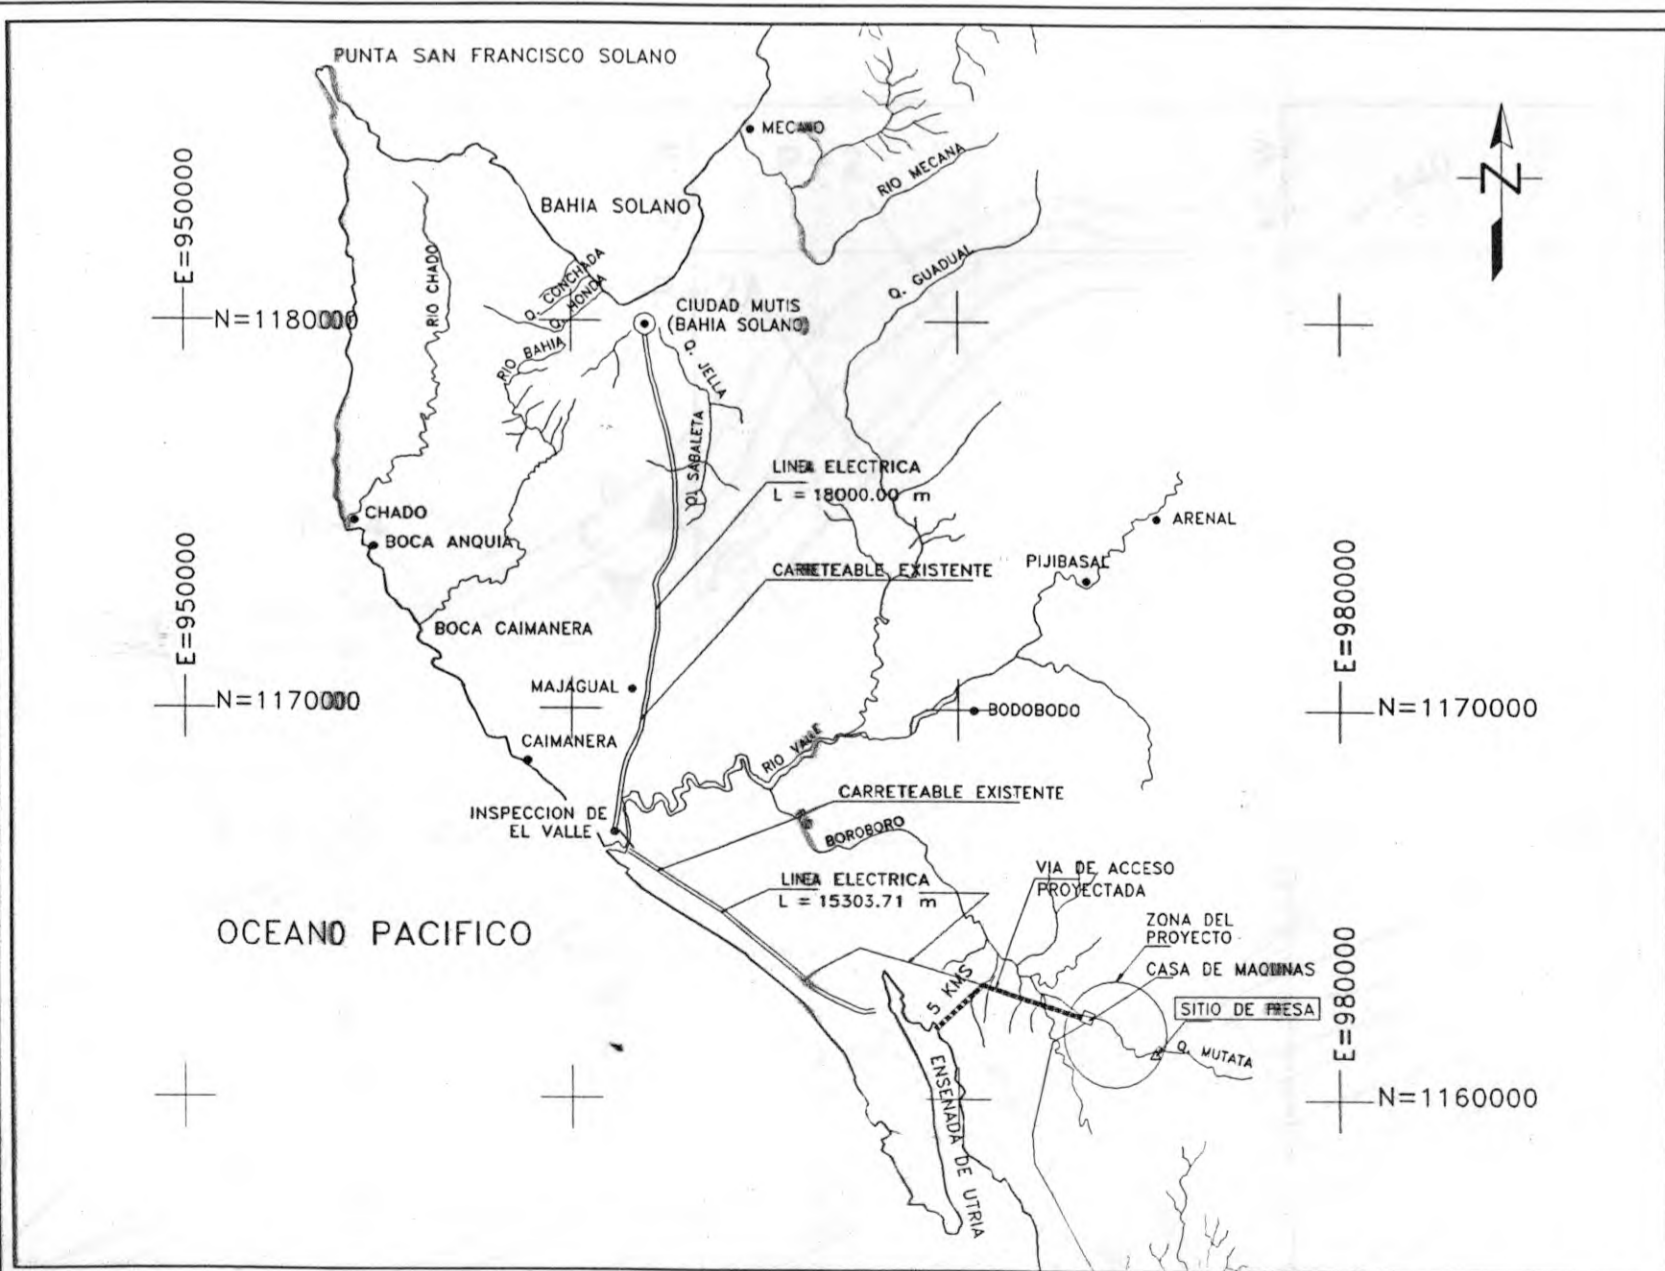 PUNTA SAN FRANCISCO SOLANO
MECANO
RIO MECANA
E=950000
BAHIA SOLANO
RIO CHADO
Q. CONCHADA
Q. HONDA
Q. GUADUAL
N
N=1180000
CIUDAD MUTIS
(BAHIA SOLANO)
RIO BAHIA
Q. JELLA
Q. SABALETA
LINEA ELECTRICA
L = 18000.00 m
CHADO
BOCA ANQUIA
ARENAL
PIJIBASAL
CARRETEABLE EXISTENTE
E=950000
E=980000
BOCA CAIMANERA
MAJAGUAL
N=1170000
BODOBODO
N=1170000
CAIMANERA
RIO VALLE
CARRETEABLE EXISTENTE
INSPECCION DE
EL VALLE
BOROBORO
LINEA ELECTRICA
L = 15303.71 m
VIA DE ACCESO
PROYECTADA
OCEANO PACIFICO
ZONA DEL
PROYECTO
CASA DE MAQUINAS
5 KMS
SITIO DE PRESA
Q. MUTATA
E=980000
ENSENADA DE UTRIA
N=1160000